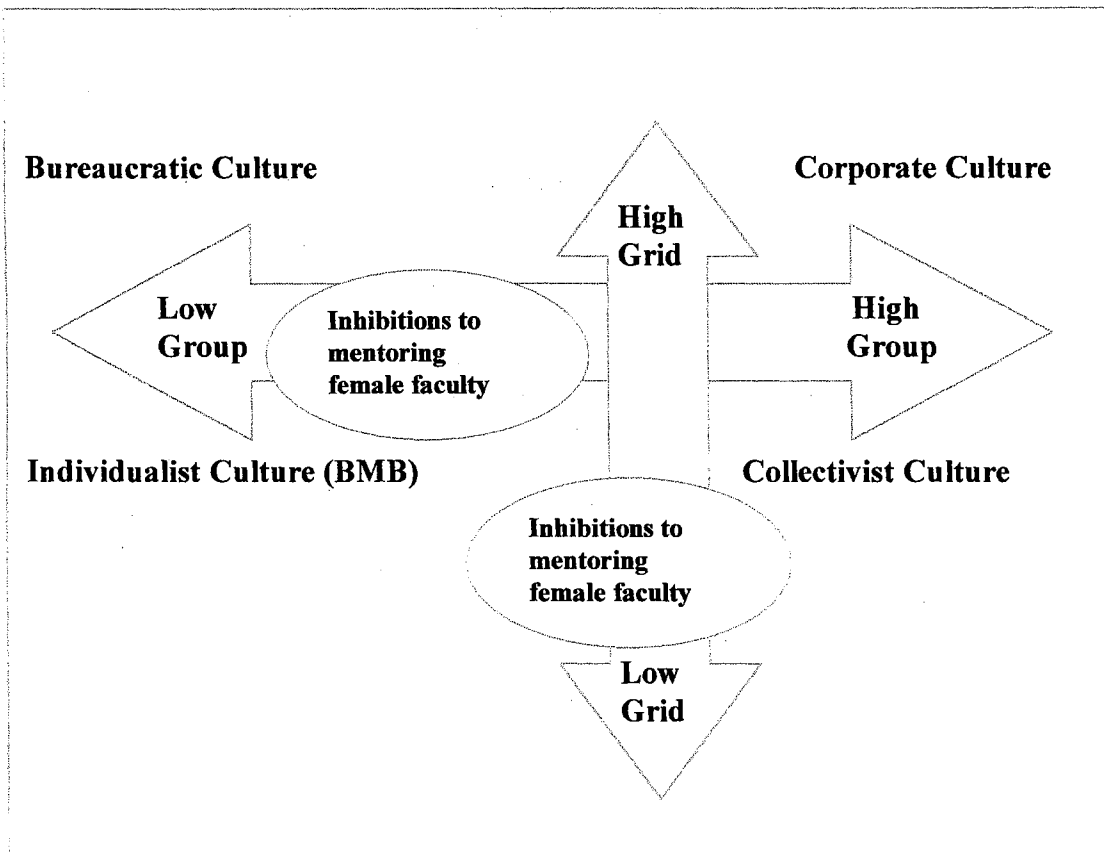 Bureaucratic Culture
Corporate Culture
High
Grid
Low
Group
Inhibitions to
mentoring
female faculty
High
Group
Individualist Culture (BMB)
Collectivist Culture
Inhibitions to
mentoring
female faculty
Low
Grid